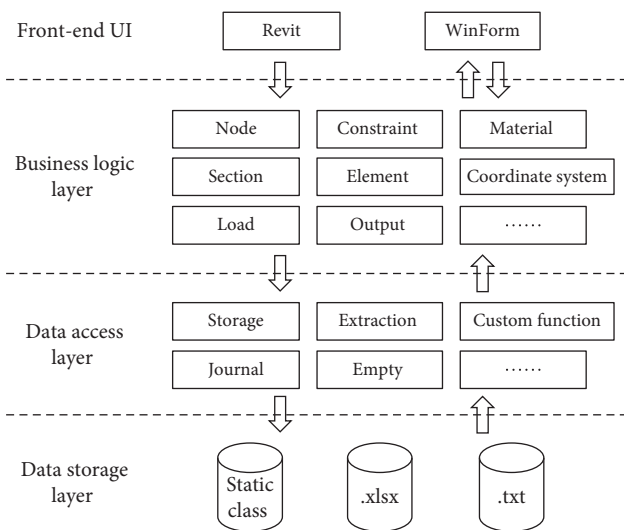 Front-end UI
Revit
WinForm
Business logic
layer
Node
Constraint
Material
Section
Element
Coordinate system
Load
Output
......
Data access
layer
Storage
Extraction
Custom function
Journal
Empty
......
Data storage
layer
Static
class
.xlsx
.txt